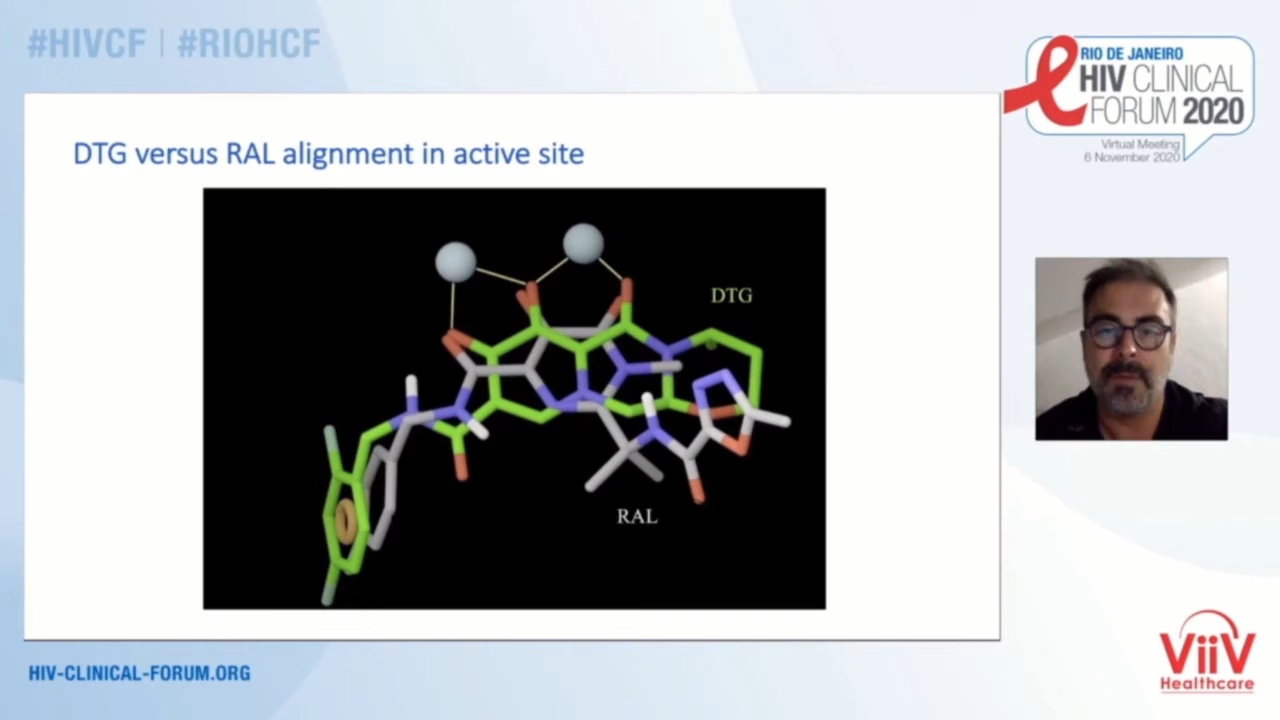 #HIVCF | #RIOHCF
RIO DE JANEIRO
HIV CLINICAL
FORUM 2020
Virtual Meeting
6 November 2020
DTG versus RAL alignment in active site
DTG
RAL
HIV-CLINICAL-FORUM.ORG
ViiV
Healthcare